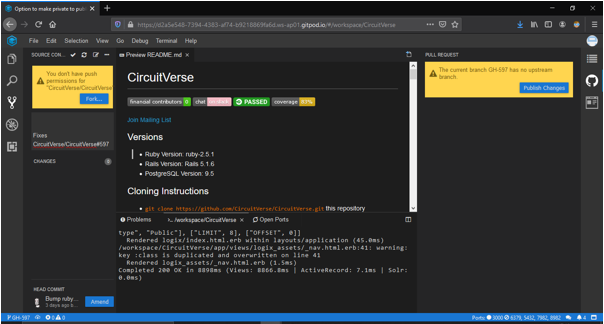 Option to make private to publi
https://d2a5e546-7394-4383-af74-b9218869fa6d.ws-ap01.gitpod.io/#/workspace/CircuitVerse
File Edit Selection View Go Debug Terminal Help
SOURCE CON...
Preview README.md
PULL REQUEST
You don't have push
permissions for
"CircuitVerse/CircuitVerse"
Fork...
Fixes
CircuitVerse/CircuitVerse#597
CHANGES
HEAD COMMIT
Bump ruby...
3 days ago b
Amend
CircuitVerse
financial contributors 0 chat PASSED coverage
Join Mailing List
Versions
Ruby Version: ruby-2.5.1
Rails Version: Rails 5.1.6
PostgreSQL Version: 9.5
Cloning Instructions
git clone https://github.com/CircuitVerse/CircuitVerse.git this repository
Problems /workspace/CircuitVerse Open Ports
type", "Public"], ["LIMIT", 8], ["OFFSET", 0]]
Rendered logix/index.html.erb within layouts/application (45.0ms)
/workspace/CircuitVerse/app/views/logix_assets/_nav.html.erb:41: warning:
key :class is duplicated and overwritten on line 41
Rendered logix_assets/_nav.html.erb (1.5ms)
Completed 200 OK in 8898ms (Views: 8866.8ms | ActiveRecord: 7.1ms | Solr:
0.0ms)
The current branch GH-597 has no upstream
branch.
Publish Changes
GH-597 0 0
Ports: 3000 6379, 5432, 7982, 8982 4